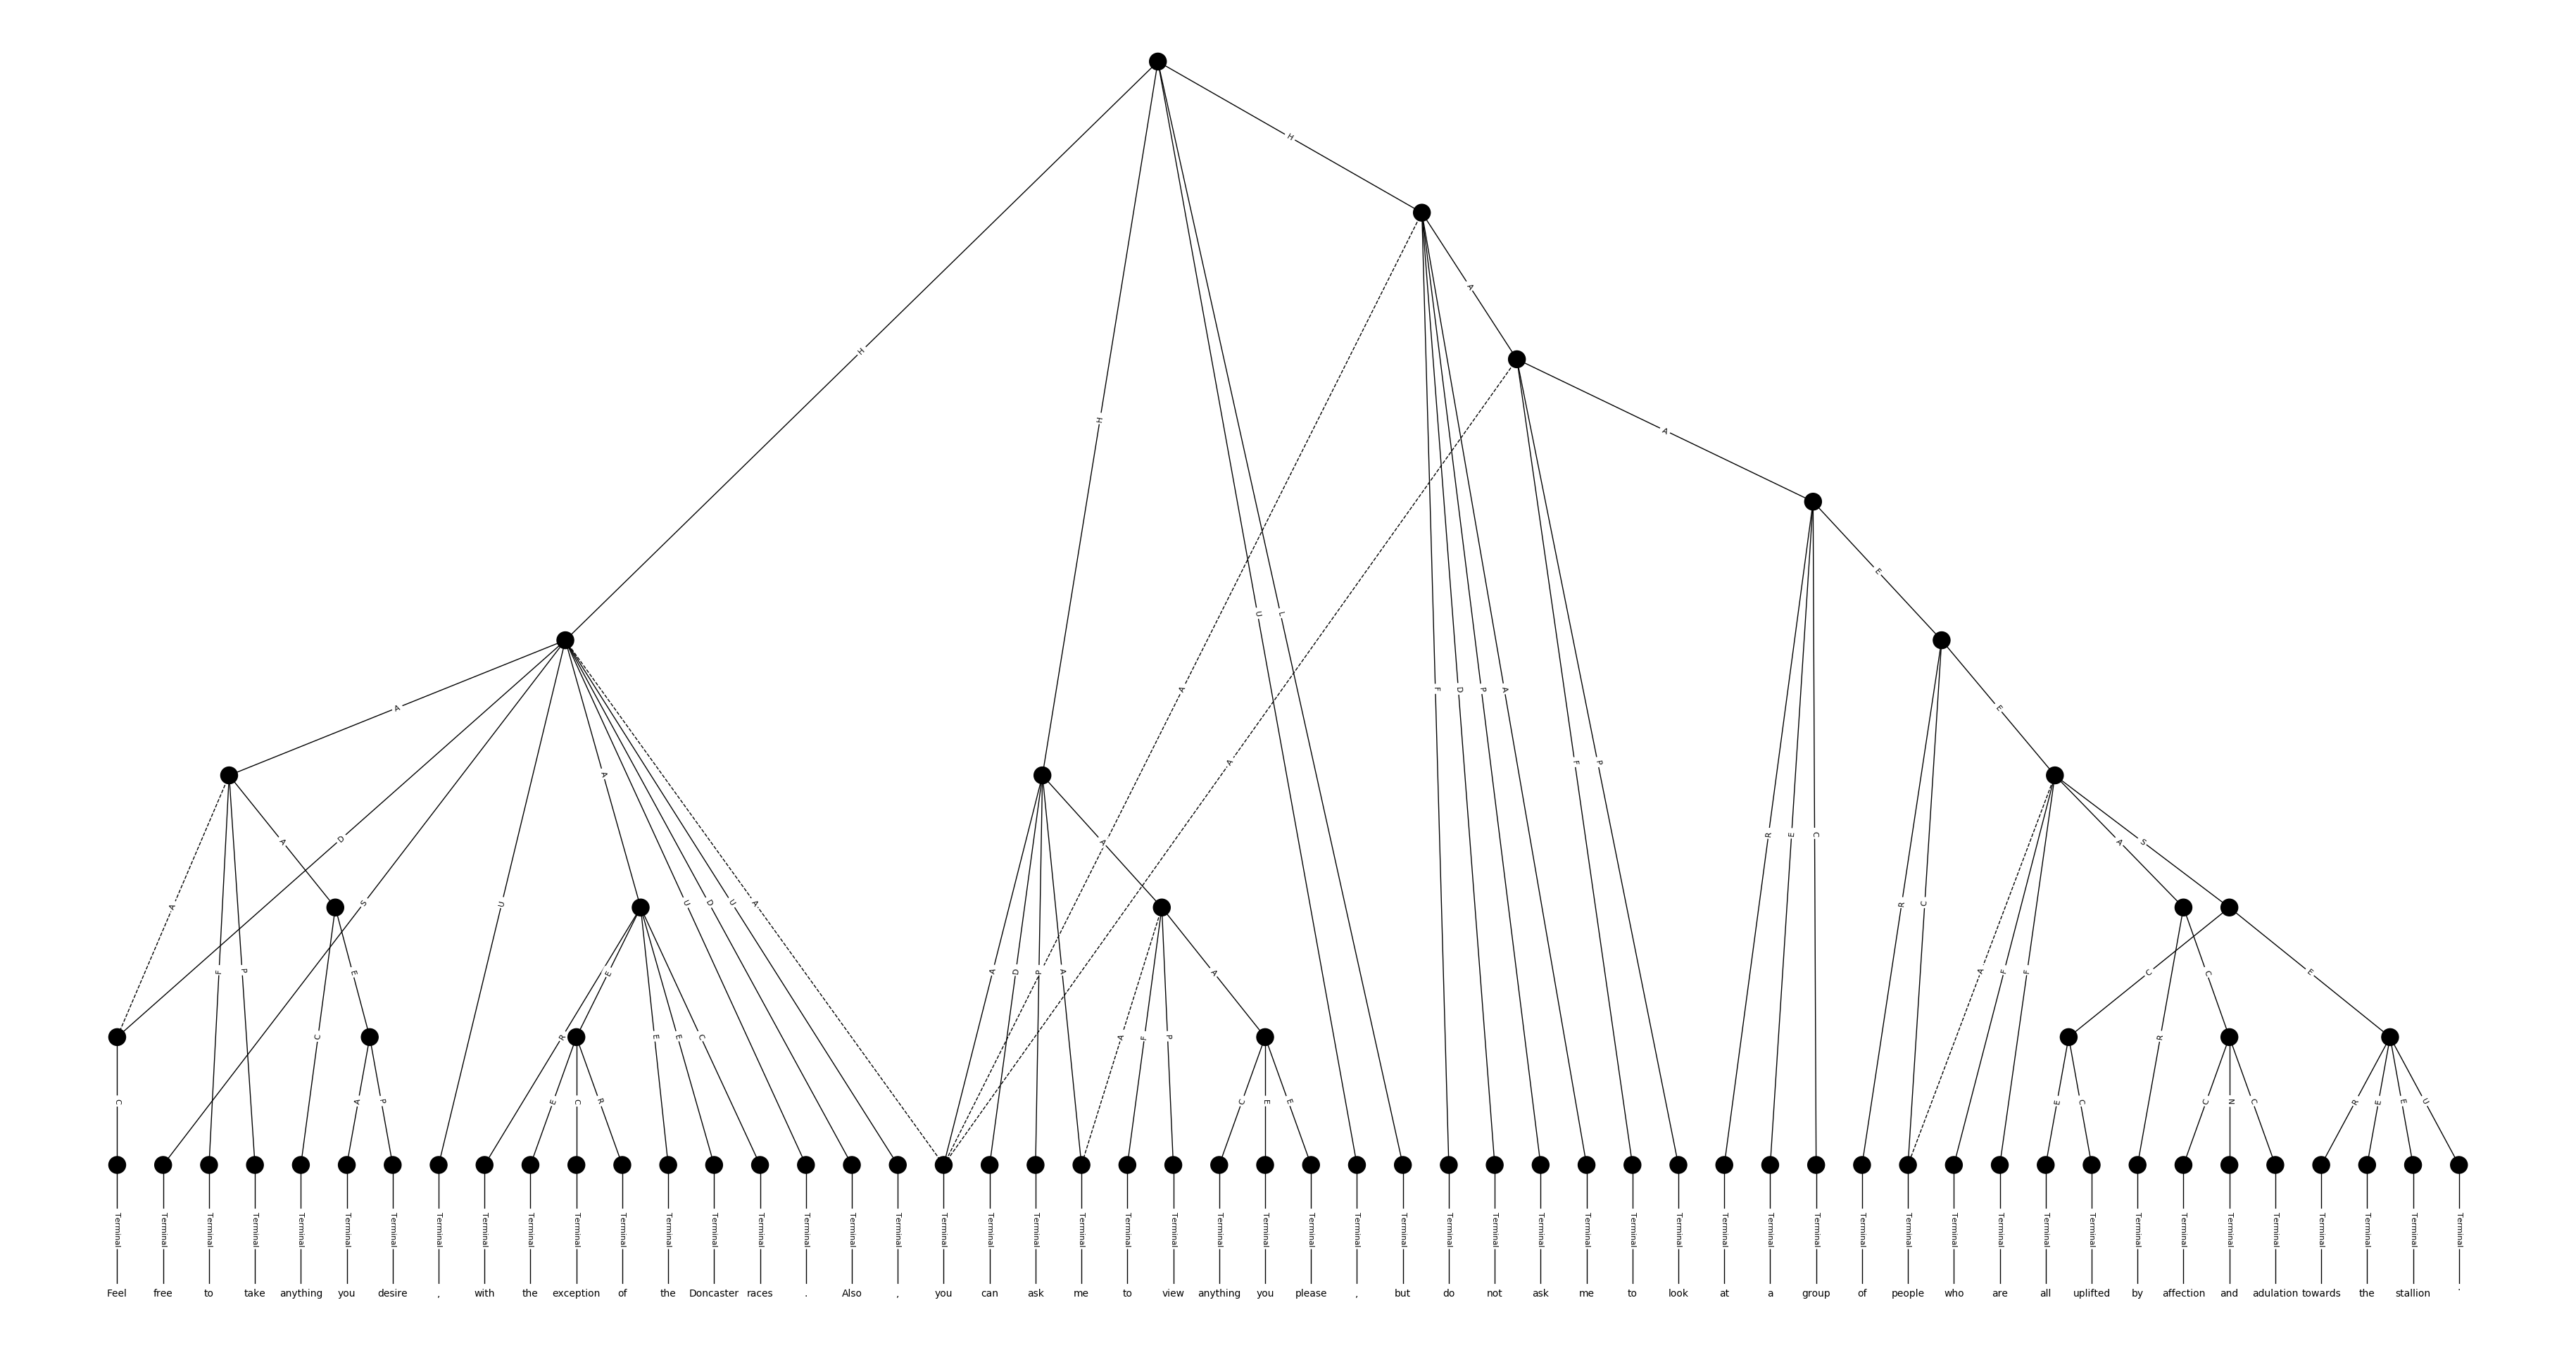 H
H
A
H
A
E
U
L
A
F
D
P
A
A
E
A
F
P
A
D
A
R
E
C
A
S
A
S
U
U
D
U
A
R
C
A
F
P
E
A
D
P
A
A
A
F
F
C
C
E
C
R
E
E
C
A
F
P
R
C
A
P
E
C
R
C
E
E
E
C
C
N
C
R
E
E
U
Terminal Terminal Terminal Terminal Terminal Terminal Terminal Terminal Terminal Terminal Terminal Terminal Terminal Terminal Terminal Terminal Terminal Terminal Terminal Terminal Terminal Terminal Terminal Terminal Terminal Terminal Terminal Terminal Terminal Terminal Terminal Terminal Terminal Terminal Terminal Terminal Terminal Terminal Terminal Terminal Terminal Terminal Terminal Terminal Terminal Terminal Terminal Terminal Terminal Terminal Terminal Terminal
Feel free to take anything you desire , with the exception of the Doncaster races . Also , you can ask me to view anything you please , but do not ask me to look at a group of people who are all uplifted by affection and adulation towards the stallion .